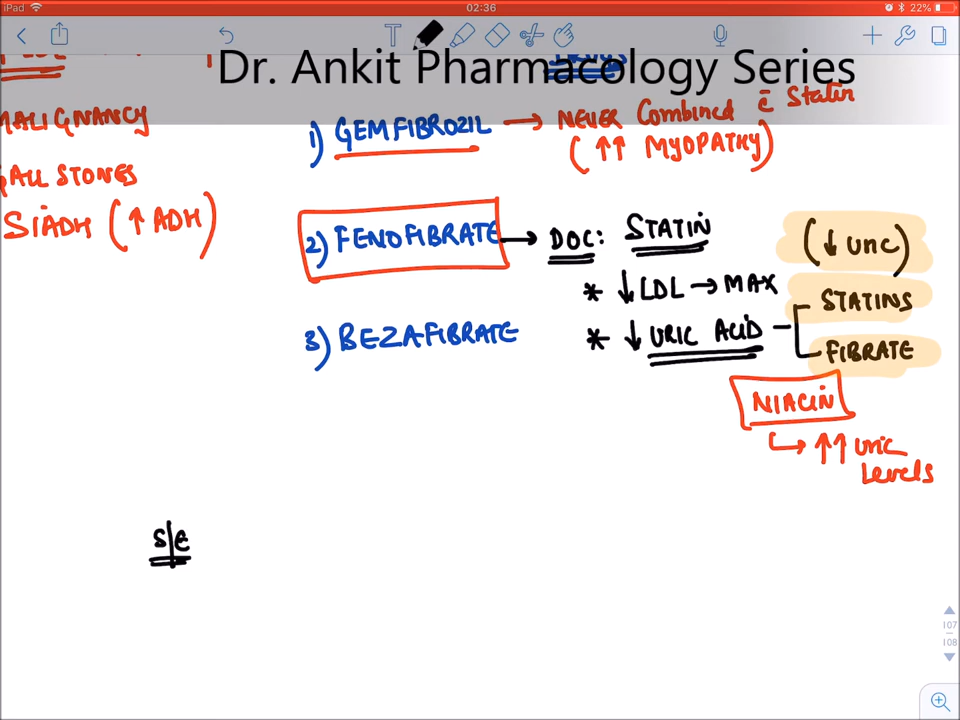 iPad 02:36 22%
T
Dr. Ankit Pharmacology Series
MALIGNANCY
GALL STONES
SIADH (↑ ADH)
1) GEMFIBROZIL → NEVER Combined c̄ Statin
(↑↑ MYOPATHY)
2) FENOFIBRATE → DOC: STATIN
* ↓ LDL → MAX
* ↓ URIC ACID
(↓ URIC)
STATINS
FIBRATE
3) BEZAFIBRATE
NIACIN
↳ ↑↑ Uric
Levels
S/E
107
108